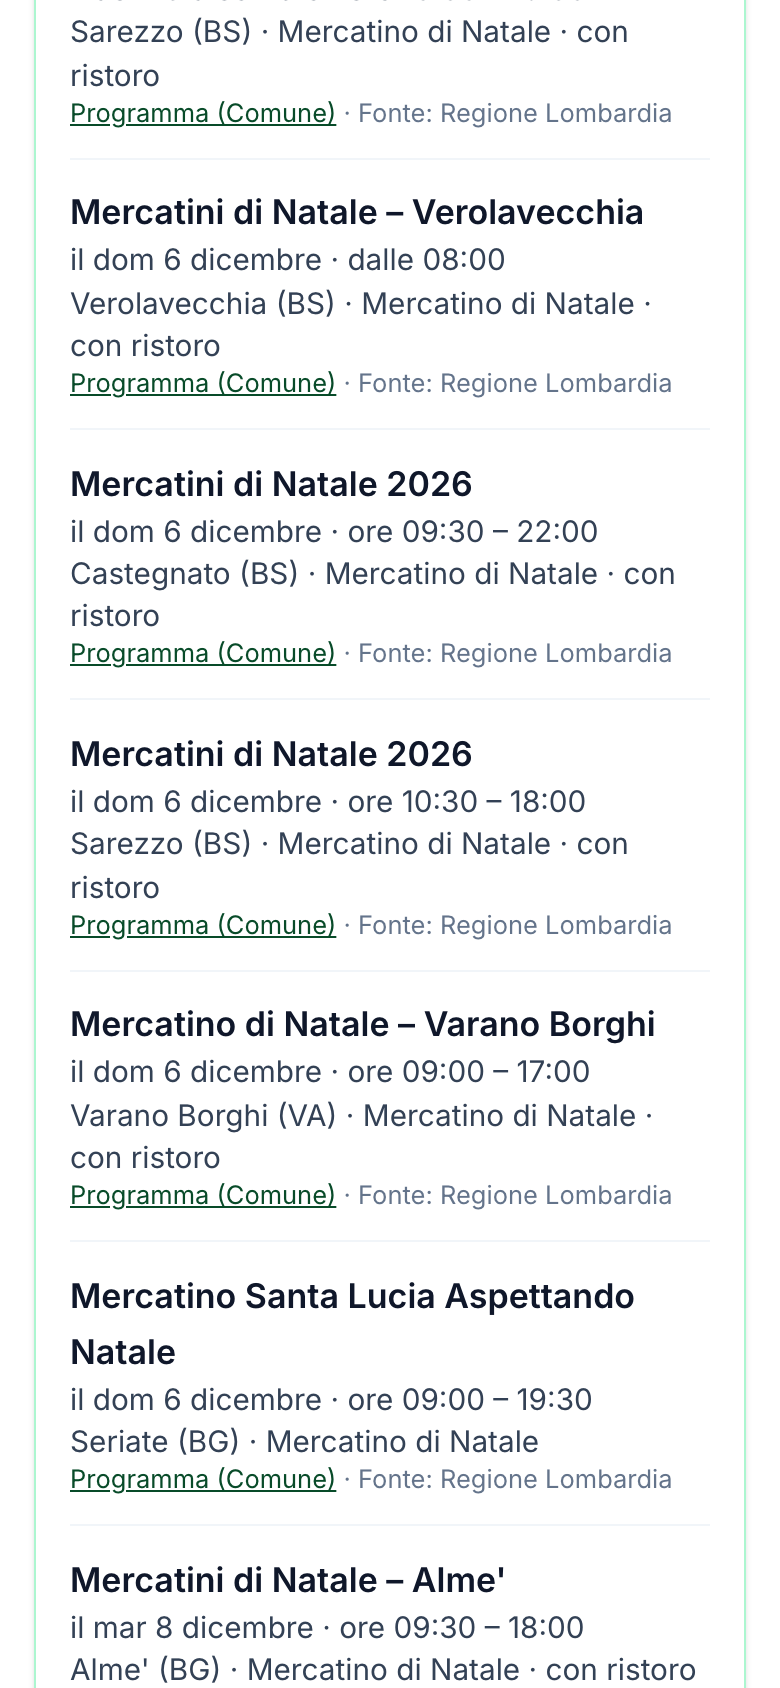 Sarezzo (BS) · Mercatino di Natale · con
ristoro
Programma (Comune) · Fonte: Regione Lombardia
Mercatini di Natale – Verolavecchia
il dom 6 dicembre · dalle 08:00
Verolavecchia (BS) · Mercatino di Natale ·
con ristoro
Programma (Comune) · Fonte: Regione Lombardia
Mercatini di Natale 2026
il dom 6 dicembre · ore 09:30 – 22:00
Castegnato (BS) · Mercatino di Natale · con
ristoro
Programma (Comune) · Fonte: Regione Lombardia
Mercatini di Natale 2026
il dom 6 dicembre · ore 10:30 – 18:00
Sarezzo (BS) · Mercatino di Natale · con
ristoro
Programma (Comune) · Fonte: Regione Lombardia
Mercatino di Natale – Varano Borghi
il dom 6 dicembre · ore 09:00 – 17:00
Varano Borghi (VA) · Mercatino di Natale ·
con ristoro
Programma (Comune) · Fonte: Regione Lombardia
Mercatino Santa Lucia Aspettando
Natale
il dom 6 dicembre · ore 09:00 – 19:30
Seriate (BG) · Mercatino di Natale
Programma (Comune) · Fonte: Regione Lombardia
Mercatini di Natale – Alme'
il mar 8 dicembre · ore 09:30 – 18:00
Alme' (BG) · Mercatino di Natale · con ristoro